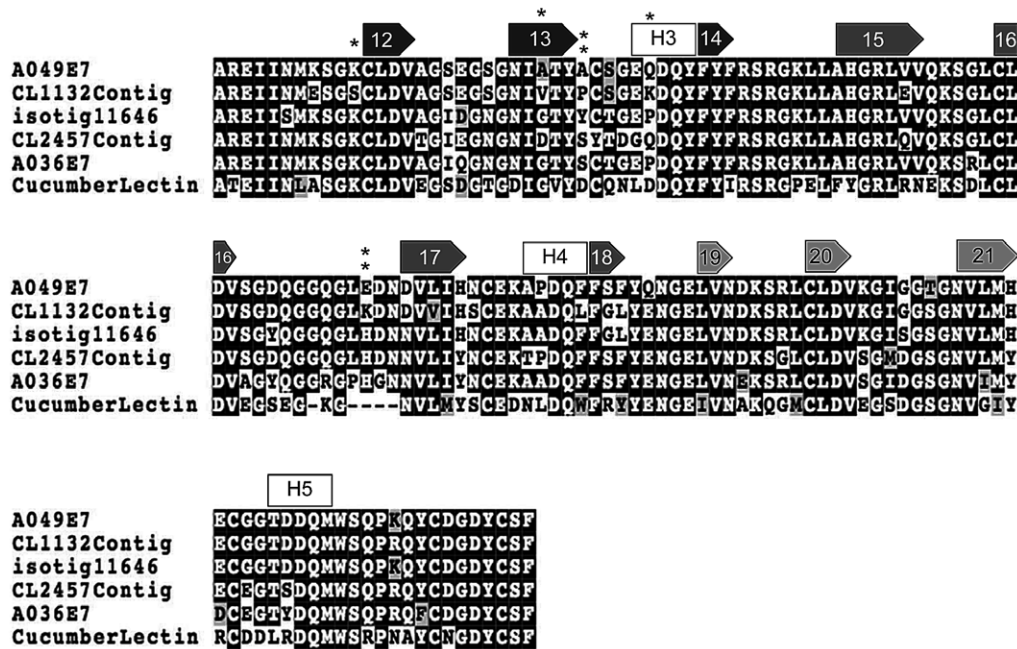 * 12 13 * * * H3 * 14 15 16
A049E7 AREIINMKSGKCLDVAGSEGSGNIATYACSGEQDQYFYFRSRGKLLAHGRLVVQKSGLCL
CL1132Contig AREIINMESGSCLDVAGSEGSGNIVTYPCSGEKDQYFYFRSRGKLLAHGRLEVQKSGLCL
isotig11646 AREIISMKSGKCLDVAGIDGNGNIGTYYCTGEPDQYFYFRSRGKLLAHGRLVVQKSGLCL
CL2457Contig AREIINMKSGKCLDVTGIEGNGNIDTYSYTDGQDQYFYFRSRGKLLAHGRLQVQKSGLCL
A036E7 AREIINMKSGKCLDVAGIQGNGNIGTYSCTGEPDQYFYFRSRGKLLAHGRLVVQKSRLCL
CucumberLectin ATEIINLASGKCLDVEGSDGTGDIGVYDCQNLDDQYFYIRSRGPELFYGRLRNEKSDLCL
16 * * 17 H4 18 19 20 21
A049E7 DVSGDQGGQGLEDNDVLIHNCEKAPDQFFSFYQNGELVNDKSRLCLDVKGIGGTGNVLMH
CL1132Contig DVSGDQGGQGLKDNDVVIHSCEKAADQLFGLYENGELVNDKSRLCLDVKGIGGSGNVLMH
isotig11646 DVSGYQGGQGLHDNDVLIHNCEKAADQFFGLYENGELVNDKSRLCLDVKGISGSGNVLMH
CL2457Contig DVSGDQGGQGLHDNNVLIYNCEKTPDQFFSFYENGELVNDKSGLCLDVSGMDGSGNVLMY
A036E7 DVAGYQGGRGPHGNNVLIYNCEKAADQFFSFYENGELVNEKSRLCLDVSGIDGSGNVIMY
CucumberLectin DVEGSEG-KG----NVLMYSCEDNLDQWFRYYENGEIVNAKQGMCLDVEGSDGSGNVGIY
H5
A049E7 ECGGTDDQMWSQPKQYCDGDYCSF
CL1132Contig ECGGTDDQMWSQPRQYCDGDYCSF
isotig11646 ECGGTDDQMWSQPKQYCDGDYCSF
CL2457Contig ECEGTSDQMWSQPRQYCDGDYCSF
A036E7 DCEGTYDQMWSQPRQFCDGDYCSF
CucumberLectin RCDDLRDQMWSRPNAYCNGDYCSF